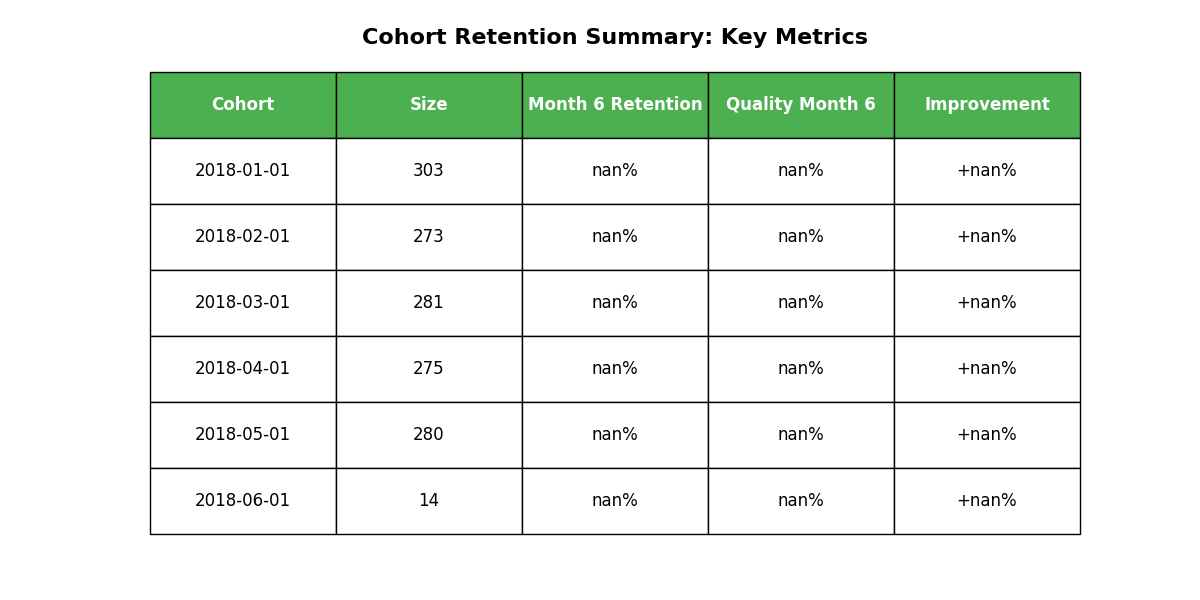 Cohort Retention Summary: Key Metrics
Cohort Size Month 6 Retention Quality Month 6 Improvement
2018-01-01 303 nan% nan% +nan%
2018-02-01 273 nan% nan% +nan%
2018-03-01 281 nan% nan% +nan%
2018-04-01 275 nan% nan% +nan%
2018-05-01 280 nan% nan% +nan%
2018-06-01 14 nan% nan% +nan%